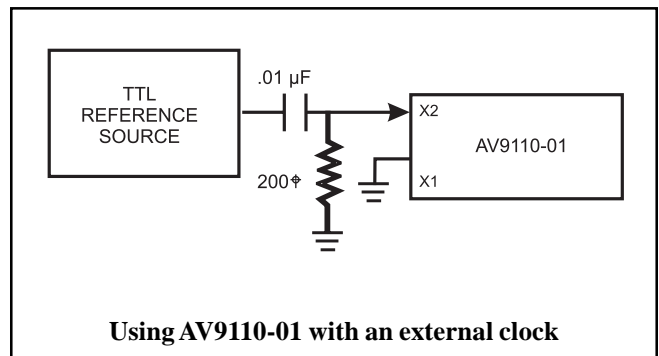 .01 µF
TTL
REFERENCE
SOURCE
X2
AV9110-01
200⌽
X1
Using AV9110-01 with an external clock